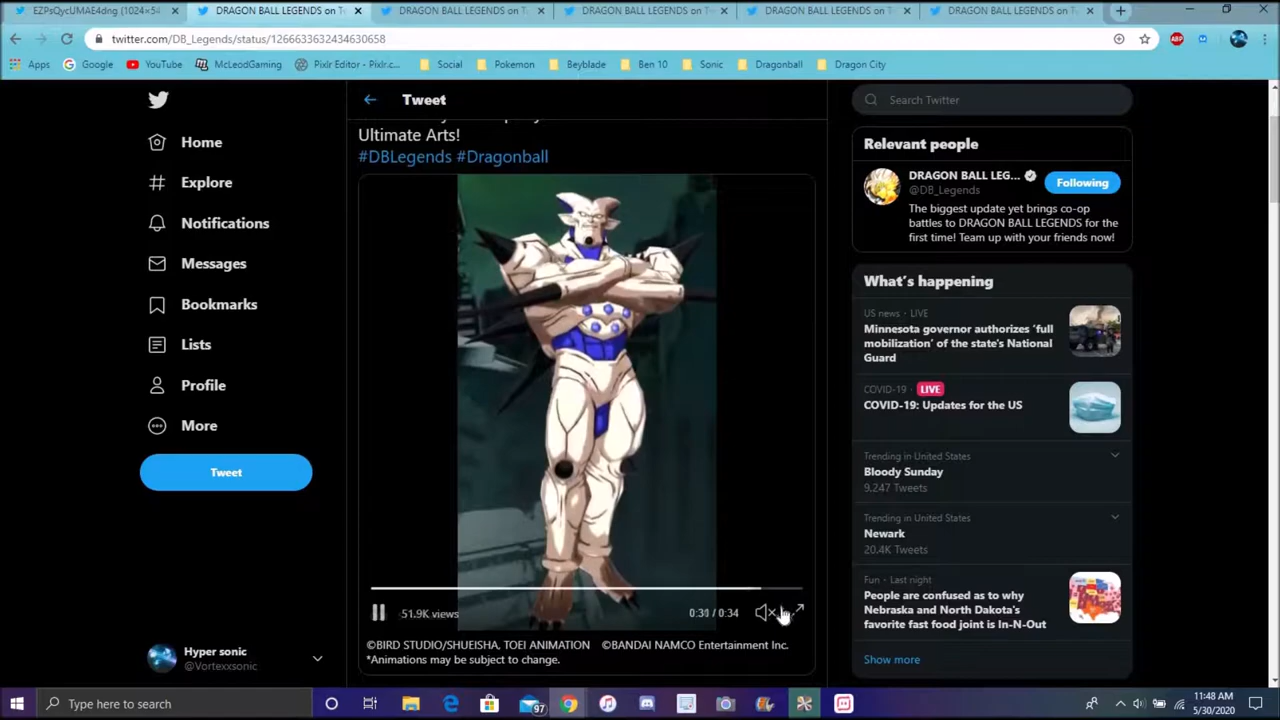 EZPsQycUMAE4dng (1024×5
DRAGON BALL LEGENDS on T
DRAGON BALL LEGENDS on T
DRAGON BALL LEGENDS on T
DRAGON BALL LEGENDS on T
DRAGON BALL LEGENDS on T
twitter.com/DB_Legends/status/1266633632434630658
ABP
Apps
Google
YouTube
McLeodGaming
Pixlr Editor - Pixlr.c...
Social
Pokemon
Beyblade
Ben 10
Sonic
Dragonball
Dragon City
Home
Explore
Notifications
Messages
Bookmarks
Lists
Profile
More
Tweet
Hyper sonic
@Vortexxsonic
Tweet
Ultimate Arts!
#DBLegends #Dragonball
51.9K views
0:30 / 0:34
©BIRD STUDIO/SHUEISHA, TOEI ANIMATION ©BANDAI NAMCO Entertainment Inc.
*Animations may be subject to change.
Search Twitter
Relevant people
DRAGON BALL LEG...
@DB_Legends
Following
The biggest update yet brings co-op
battles to DRAGON BALL LEGENDS for the
first time! Team up with your friends now!
What's happening
US news · LIVE
Minnesota governor authorizes 'full
mobilization' of the state's National
Guard
COVID-19 · LIVE
COVID-19: Updates for the US
Trending in United States
Bloody Sunday
9,247 Tweets
Trending in United States
Newark
20.4K Tweets
Fun · Last night
People are confused as to why
Nebraska and North Dakota's
favorite fast food joint is In-N-Out
Show more
Type here to search
97
11:48 AM
5/30/2020